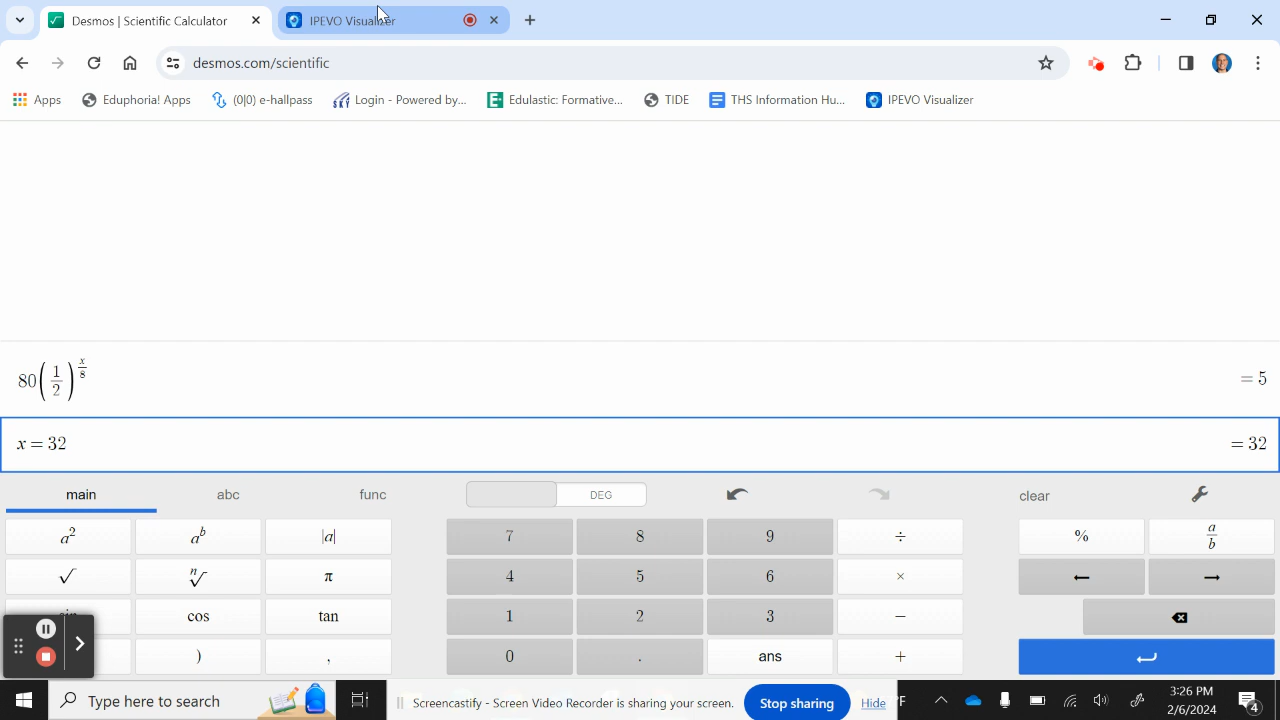 Desmos | Scientific Calculator
IPEVO Visualizer
desmos.com/scientific
Apps
Eduphoria! Apps
(0|0) e-hallpass
Login - Powered by...
Edulastic: Formative...
TIDE
THS Information Hu...
IPEVO Visualizer
80(1/2)^(x/8)
= 5
x = 32
= 32
main
abc
func
DEG
clear
a²
aᵇ
|a|
7
8
9
÷
%
a/b
√
ⁿ√
π
4
5
6
×
←
→
cos
tan
1
2
3
−
)
,
0
.
ans
+
Type here to search
Screencastify - Screen Video Recorder is sharing your screen.
Stop sharing
Hide
3:26 PM
2/6/2024
4